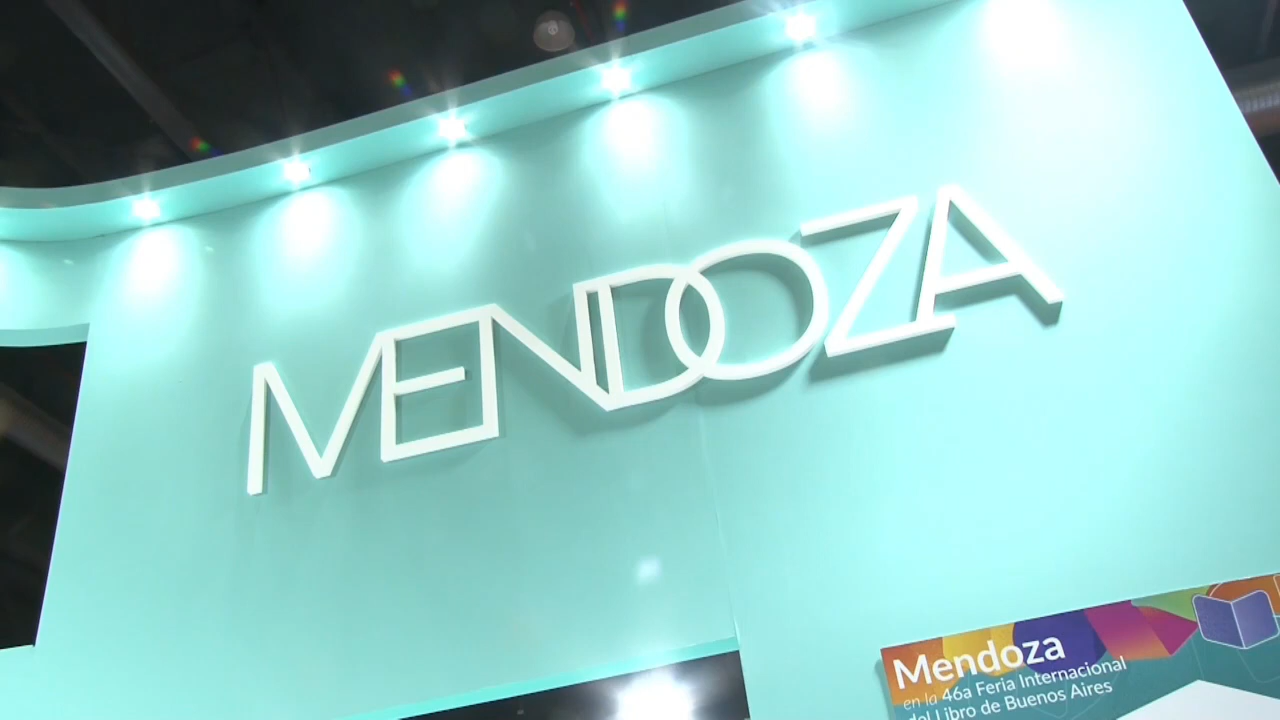 MENDOZA
Mendoza
en la 46a Feria Internacional
del Libro de Buenos Aires